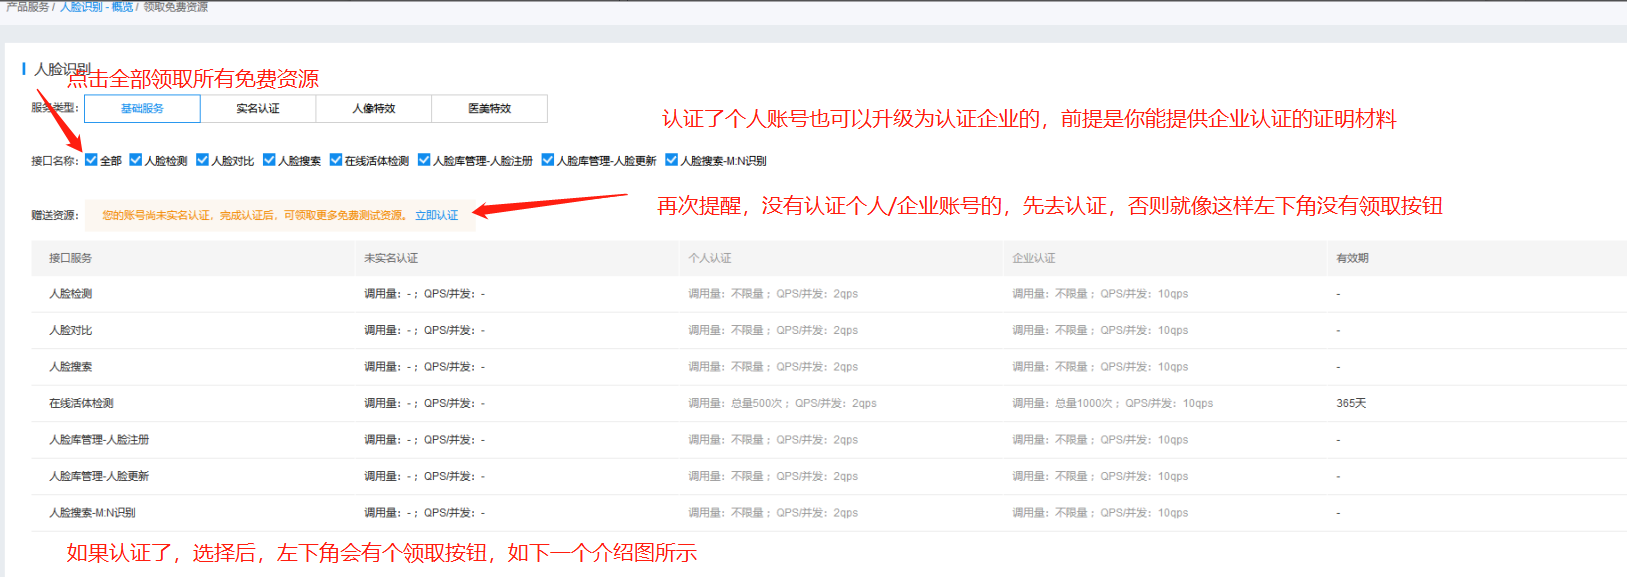 产品服务 / 人脸识别 - 概览 / 领取免费资源
人脸识别
点击全部领取所有免费资源
服务类型: 基础服务 实名认证 人像特效 医美特效
认证了个人账号也可以升级为认证企业的，前提是你能提供企业认证的证明材料
接口名称: 全部 人脸检测 人脸对比 人脸搜索 在线活体检测 人脸库管理-人脸注册 人脸库管理-人脸更新 人脸搜索-M:N识别
再次提醒，没有认证个人/企业账号的，先去认证，否则就像这样左下角没有领取按钮
赠送资源: 您的账号尚未实名认证，完成认证后，可领取更多免费测试资源。 立即认证
接口服务 未实名认证 个人认证 企业认证 有效期
人脸检测 调用量：-； QPS/并发：- 调用量：不限量； QPS/并发：2qps 调用量：不限量； QPS/并发：10qps -
人脸对比 调用量：-； QPS/并发：- 调用量：不限量； QPS/并发：2qps 调用量：不限量； QPS/并发：10qps -
人脸搜索 调用量：-； QPS/并发：- 调用量：不限量； QPS/并发：2qps 调用量：不限量； QPS/并发：10qps -
在线活体检测 调用量：-； QPS/并发：- 调用量：总量500次； QPS/并发：2qps 调用量：总量1000次； QPS/并发：10qps 365天
人脸库管理-人脸注册 调用量：-； QPS/并发：- 调用量：不限量； QPS/并发：2qps 调用量：不限量； QPS/并发：10qps -
人脸库管理-人脸更新 调用量：-； QPS/并发：- 调用量：不限量； QPS/并发：2qps 调用量：不限量； QPS/并发：10qps -
人脸搜索-M:N识别 调用量：-； QPS/并发：- 调用量：不限量； QPS/并发：2qps 调用量：不限量； QPS/并发：10qps -
如果认证了，选择后，左下角会有个领取按钮，如下一个介绍图所示